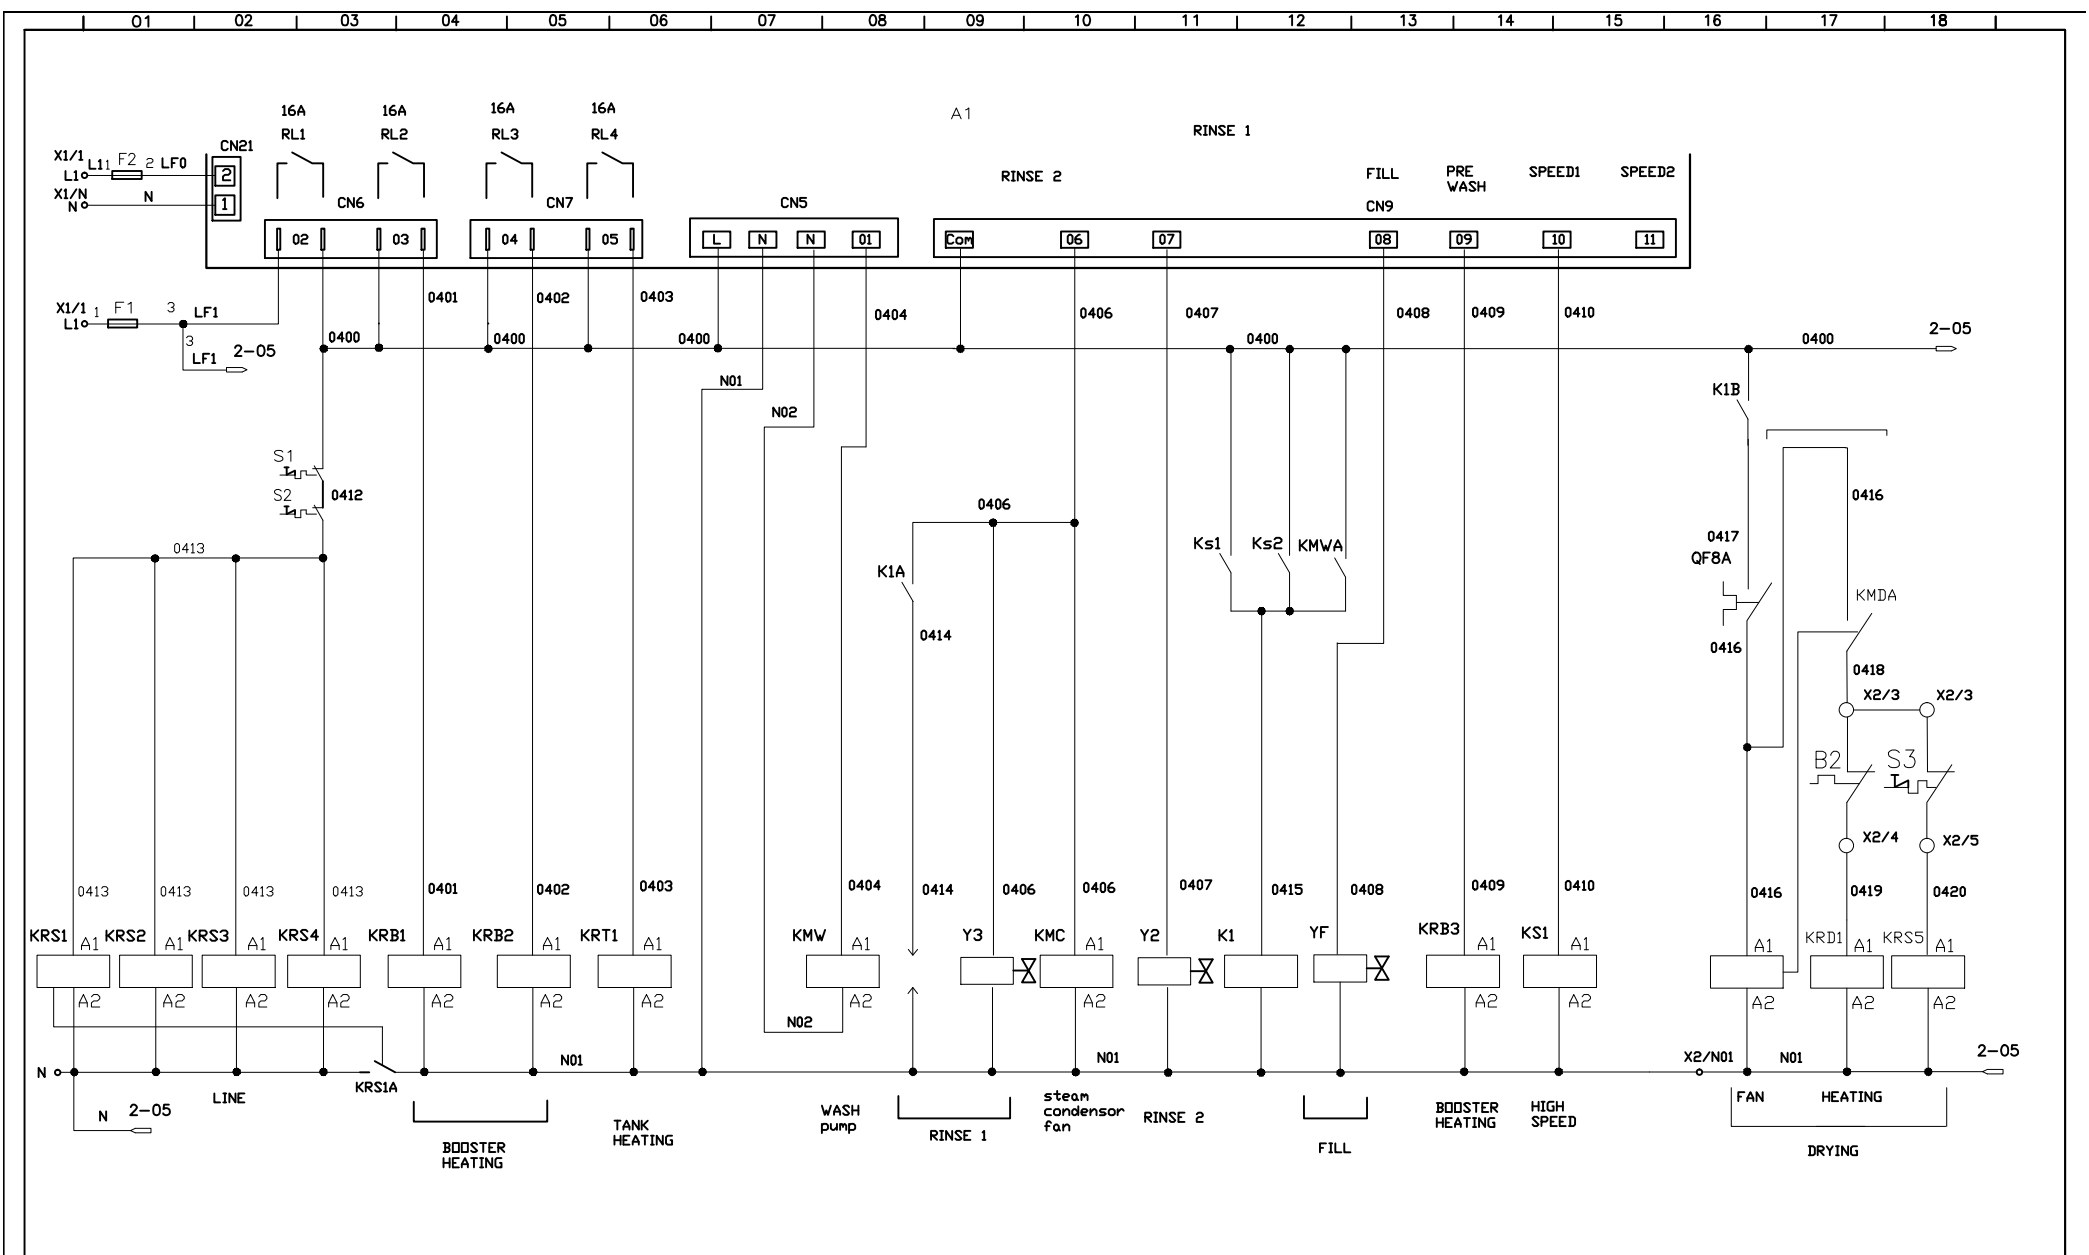 01 02 03 04 05 06 07 08 09 10 11 12 13 14 15 16 17 18
16A 16A 16A 16A A1
RL1 RL2 RL3 RL4 RINSE 1
CN21
X1/1 L11 F2 2 LF0
L1 2
RINSE 2 FILL PRE WASH SPEED1 SPEED2
X1/N
N N 1
CN6 CN7 CN5 CN9
02 03 04 05 L N N 01 Com 06 07 08 09 10 11
0401 0402 0403 0404 0406 0407 0408 0409 0410
X1/1 1 F1 3 LF1
L1
3
LF1 2-05
0400 0400 0400 0400 0400 2-05
N01
N02
K1B
S1
S2 0412
0416
0406
0413
0417
QF8A
Ks1 Ks2 KMWA
K1A
KMDA
0414
0416
0418
X2/3 X2/3
B2 S3
X2/4 X2/5
0413 0413 0413 0413 0401 0402 0403 0404 0414 0406 0406 0407 0415 0408 0409 0410 0416 0419 0420
KRS1 A1 KRS2 A1 KRS3 A1 KRS4 A1 KRB1 A1 KRB2 A1 KRT1 A1 KMW A1 Y3 KMC A1 Y2 K1 YF KRB3 A1 KS1 A1 A1 KRD1 A1 KRS5 A1
A2 A2 A2 A2 A2 A2 A2 A2 A2 A2 A2 A2 A2 A2
N02
N KRS1A N01 N01 X2/N01 N01 2-05
N 2-05
LINE
BOOSTER
HEATING
TANK
HEATING
WASH
pump
RINSE 1
steam
condensor
fan
RINSE 2
FILL
BOOSTER
HEATING
HIGH
SPEED
FAN HEATING
DRYING